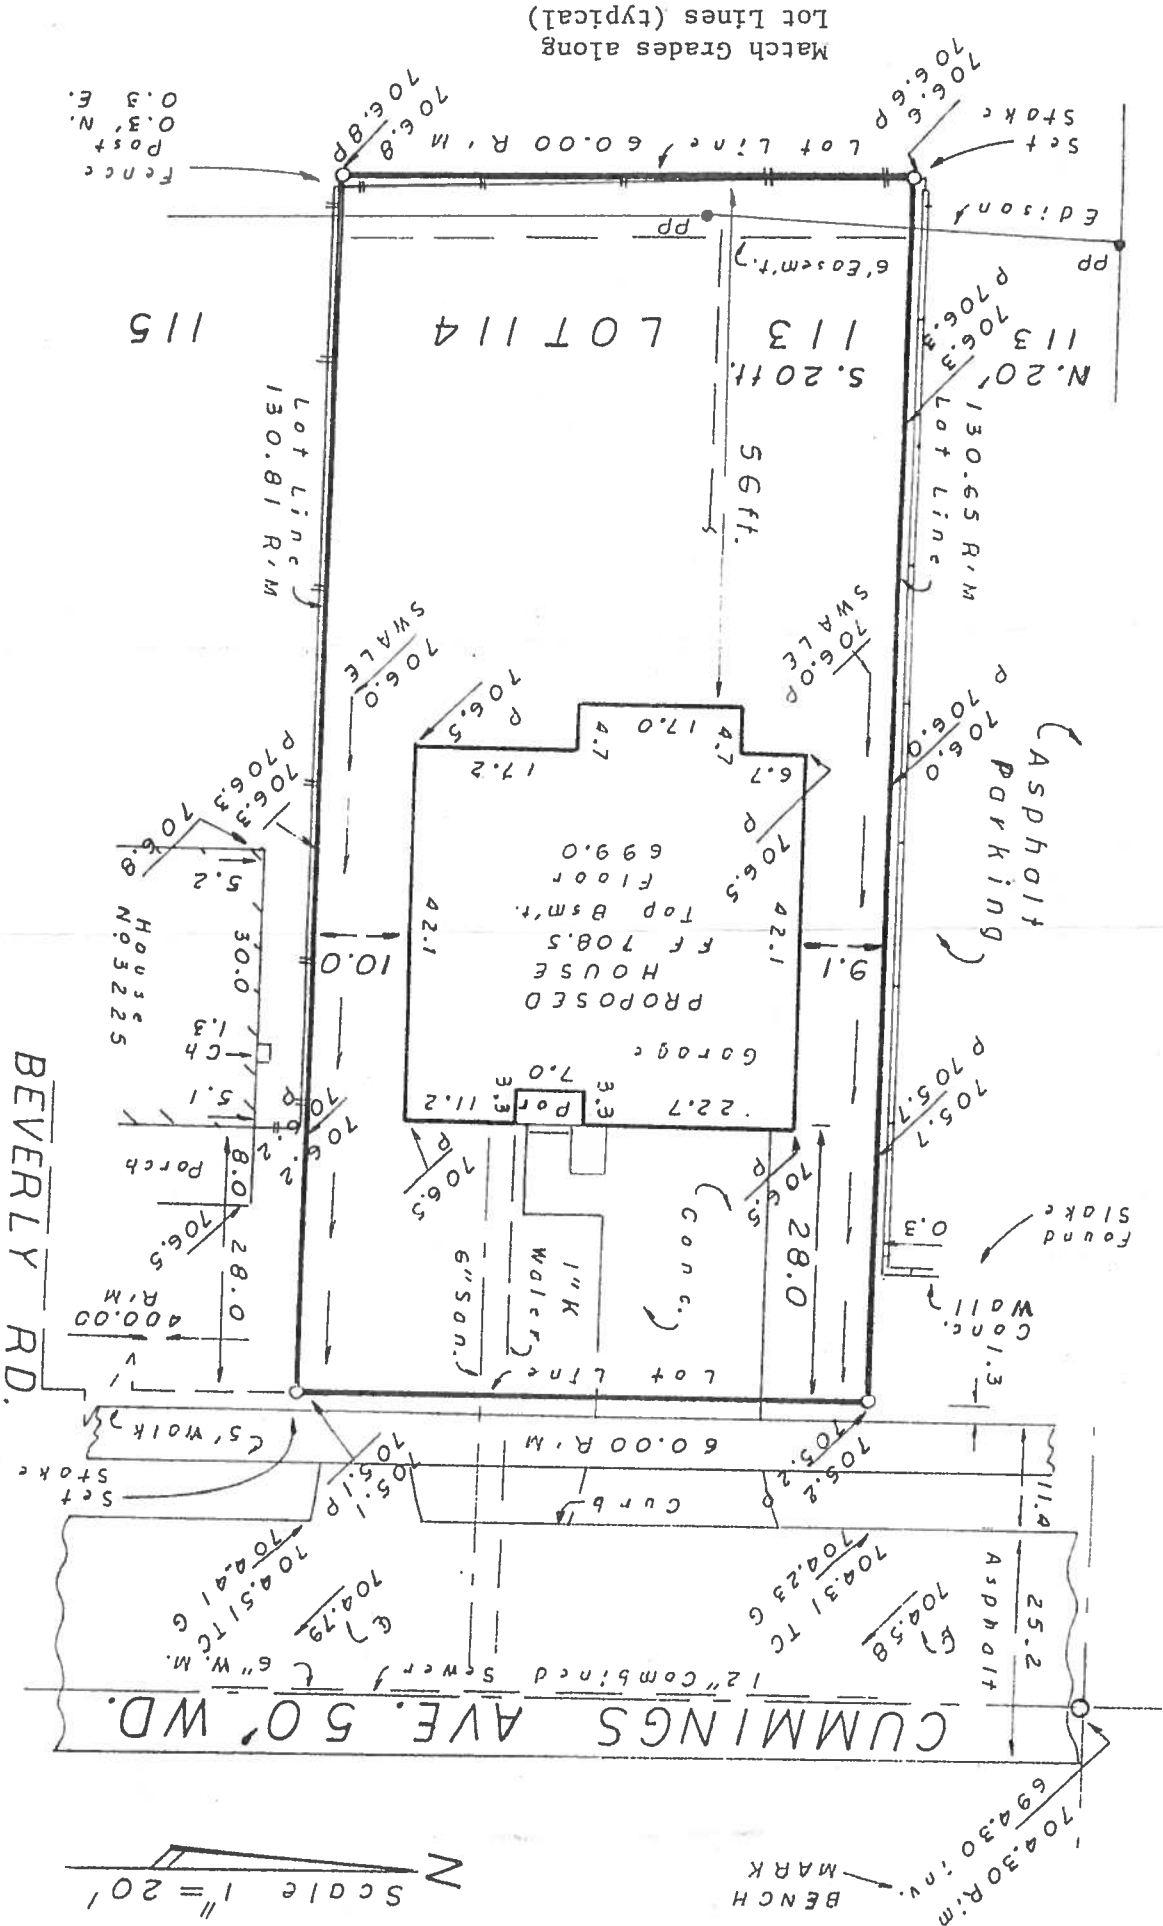 Scale 1"= 20'
N
BENCH
MARK
704.30 Rim
694.30 inv.
CUMMINGS AVE. 50' WD.
12" Combined Sewer
6" W. M.
25.2
Asphalt
℄
704.58
℄
704.79
704.31 TC
704.23 G
704.51 TC
704.41 G
11.4
Curb
Set
Stake
5' Walk
60.00 R'M
705.2
705.2
705.1
705.1 P
1.3
Conc.
Wall
Found
Stake
0.3
Lot Line
6" San.
1" K
Water
Conc.
28.0
28.0
400.00
R'M
BEVERLY RD.
706.5
8.0
Porch
706.5
P
706.5
P
705.7
P 705.7
706.2
P 706.2
22.7
3.3
7.0
Por
3.3
11.2
Garage
PROPOSED
HOUSE
FF 708.5
Top Bsm't.
Floor
699.0
42.1
42.1
9.1
10.0
5.1
Ch
1.3
30.0
House
Nọ. 3225
5.2
706.8
706.3
P 706.3
Asphalt
Parking
706.0
P 706.0
706.5
P
6.7
4.7
17.0
4.7
17.2
706.5
P
706.0 P
SWALE
706.0
SWALE
130.65 R'M
Lot Line
Lot Line
130.81 R'M
56 ft.
N. 20'
113
706.3
P 706.3
S. 20 ft.
113
LOT 114
115
6' Easem't.
PP
PP
Edison
Set
Stake
706.6 P
706.6
Lot Line 60.00 R'M
706.8
706.8 P
Fence
Post
0.3' N.
0.3 E.
Match Grades along
Lot Lines (typical)